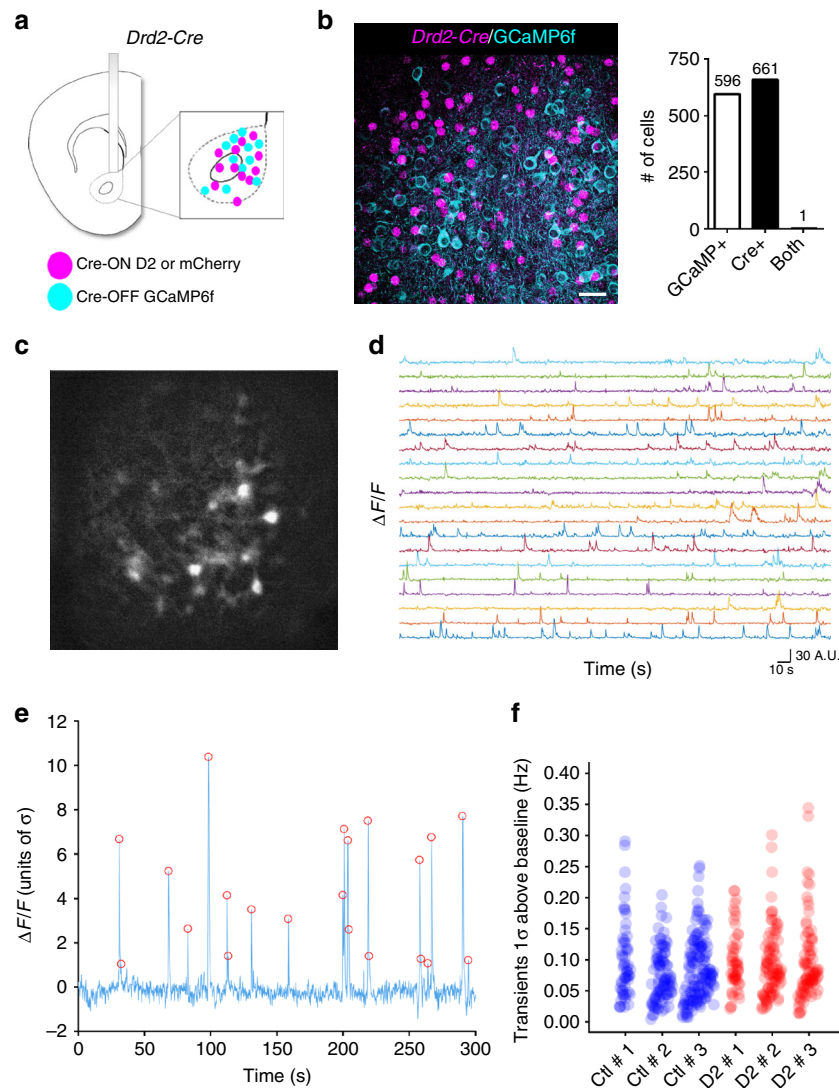 a
Drd2-Cre
Cre-ON D2 or mCherry
Cre-OFF GCaMP6f
b
Drd2-Cre/GCaMP6f
# of cells
750
500
250
0
596
661
1
GCaMP+
Cre+
Both
c
d
ΔF/F
Time (s)
30 A.U.
10 s
e
ΔF/F (units of σ)
12
10
8
6
4
2
0
−2
0
50
100
150
200
250
300
Time (s)
f
Transients 1σ above baseline (Hz)
0.40
0.35
0.30
0.25
0.20
0.15
0.10
0.05
0.00
Ctl # 1
Ctl # 2
Ctl # 3
D2 # 1
D2 # 2
D2 # 3